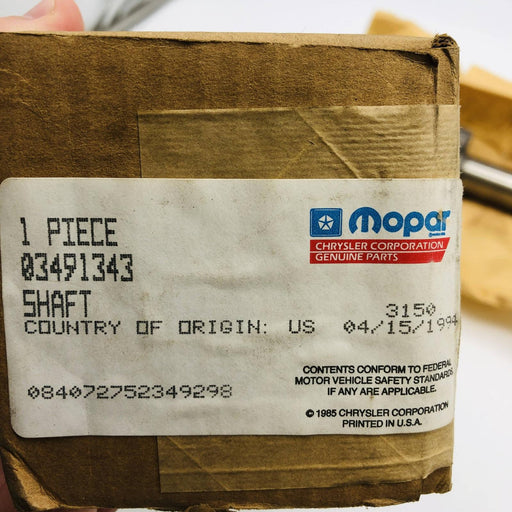 1 PIECE
03491343
SHAFT
COUNTRY OF ORIGIN: US
Mopar
CHRYSLER CORPORATION
GENUINE PARTS
3150
04/15/1994
084072752349298
CONTENTS CONFORM TO FEDERAL
MOTOR VEHICLE SAFETY STANDARDS
IF ANY ARE APPLICABLE.
© 1985 CHRYSLER CORPORATION
PRINTED IN U.S.A.